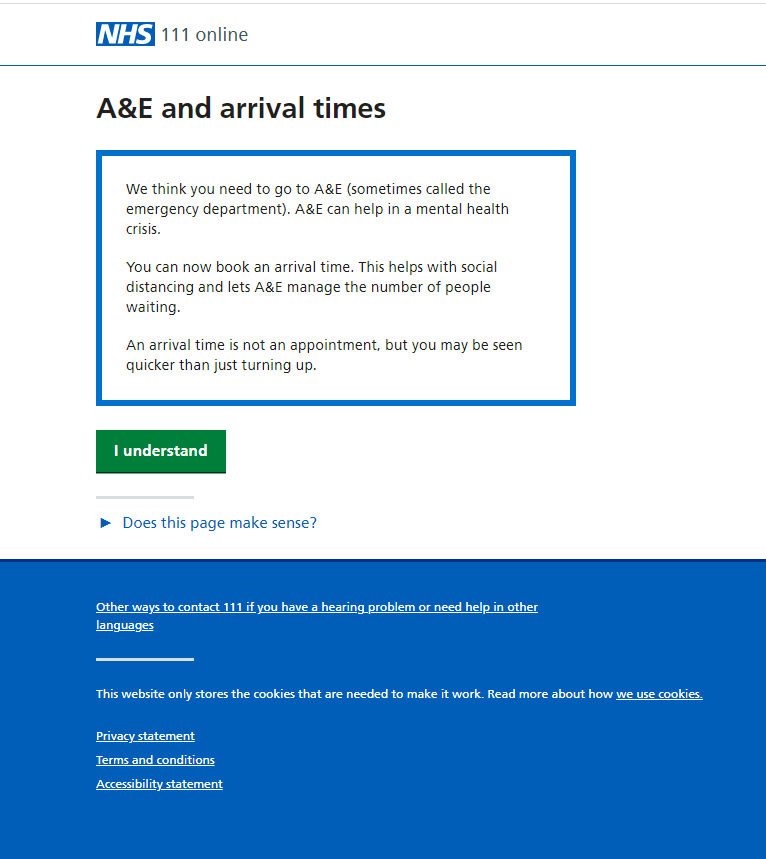 NHS 111 online
A&E and arrival times
We think you need to go to A&E (sometimes called the
emergency department). A&E can help in a mental health
crisis.
You can now book an arrival time. This helps with social
distancing and lets A&E manage the number of people
waiting.
An arrival time is not an appointment, but you may be seen
quicker than just turning up.
I understand
Does this page make sense?
Other ways to contact 111 if you have a hearing problem or need help in other
languages
This website only stores the cookies that are needed to make it work. Read more about how we use cookies.
Privacy statement
Terms and conditions
Accessibility statement